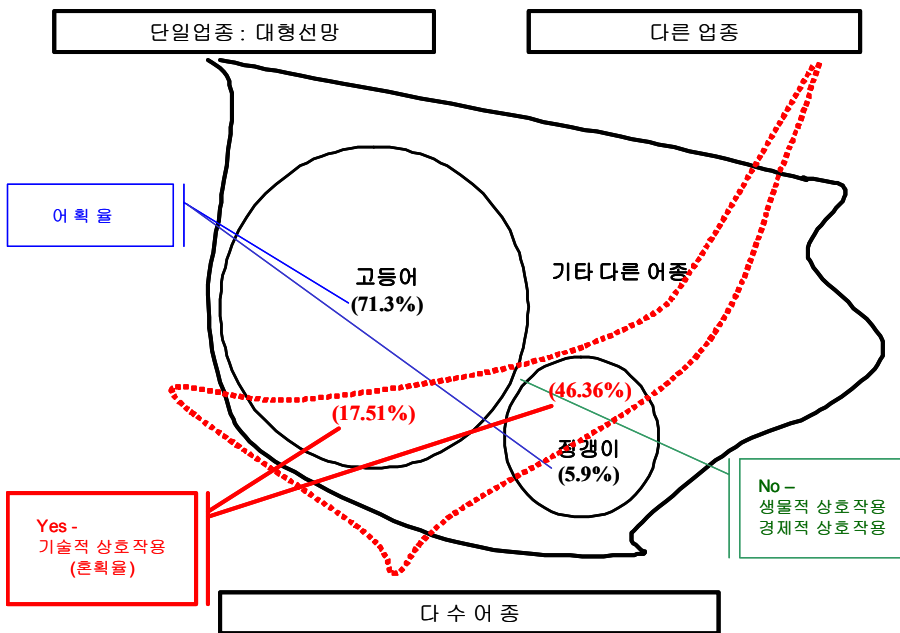 단일업종 : 대형선망
다른 업종
어 획 율
고등어
(71.3%)
기타 다른 어종
(17.51%)
(46.36%)
정갱이
(5.9%)
Yes -
기술적 상호작용
(혼획율)
No –
생물적 상호작용
경제적 상호작용
다 수 어 종